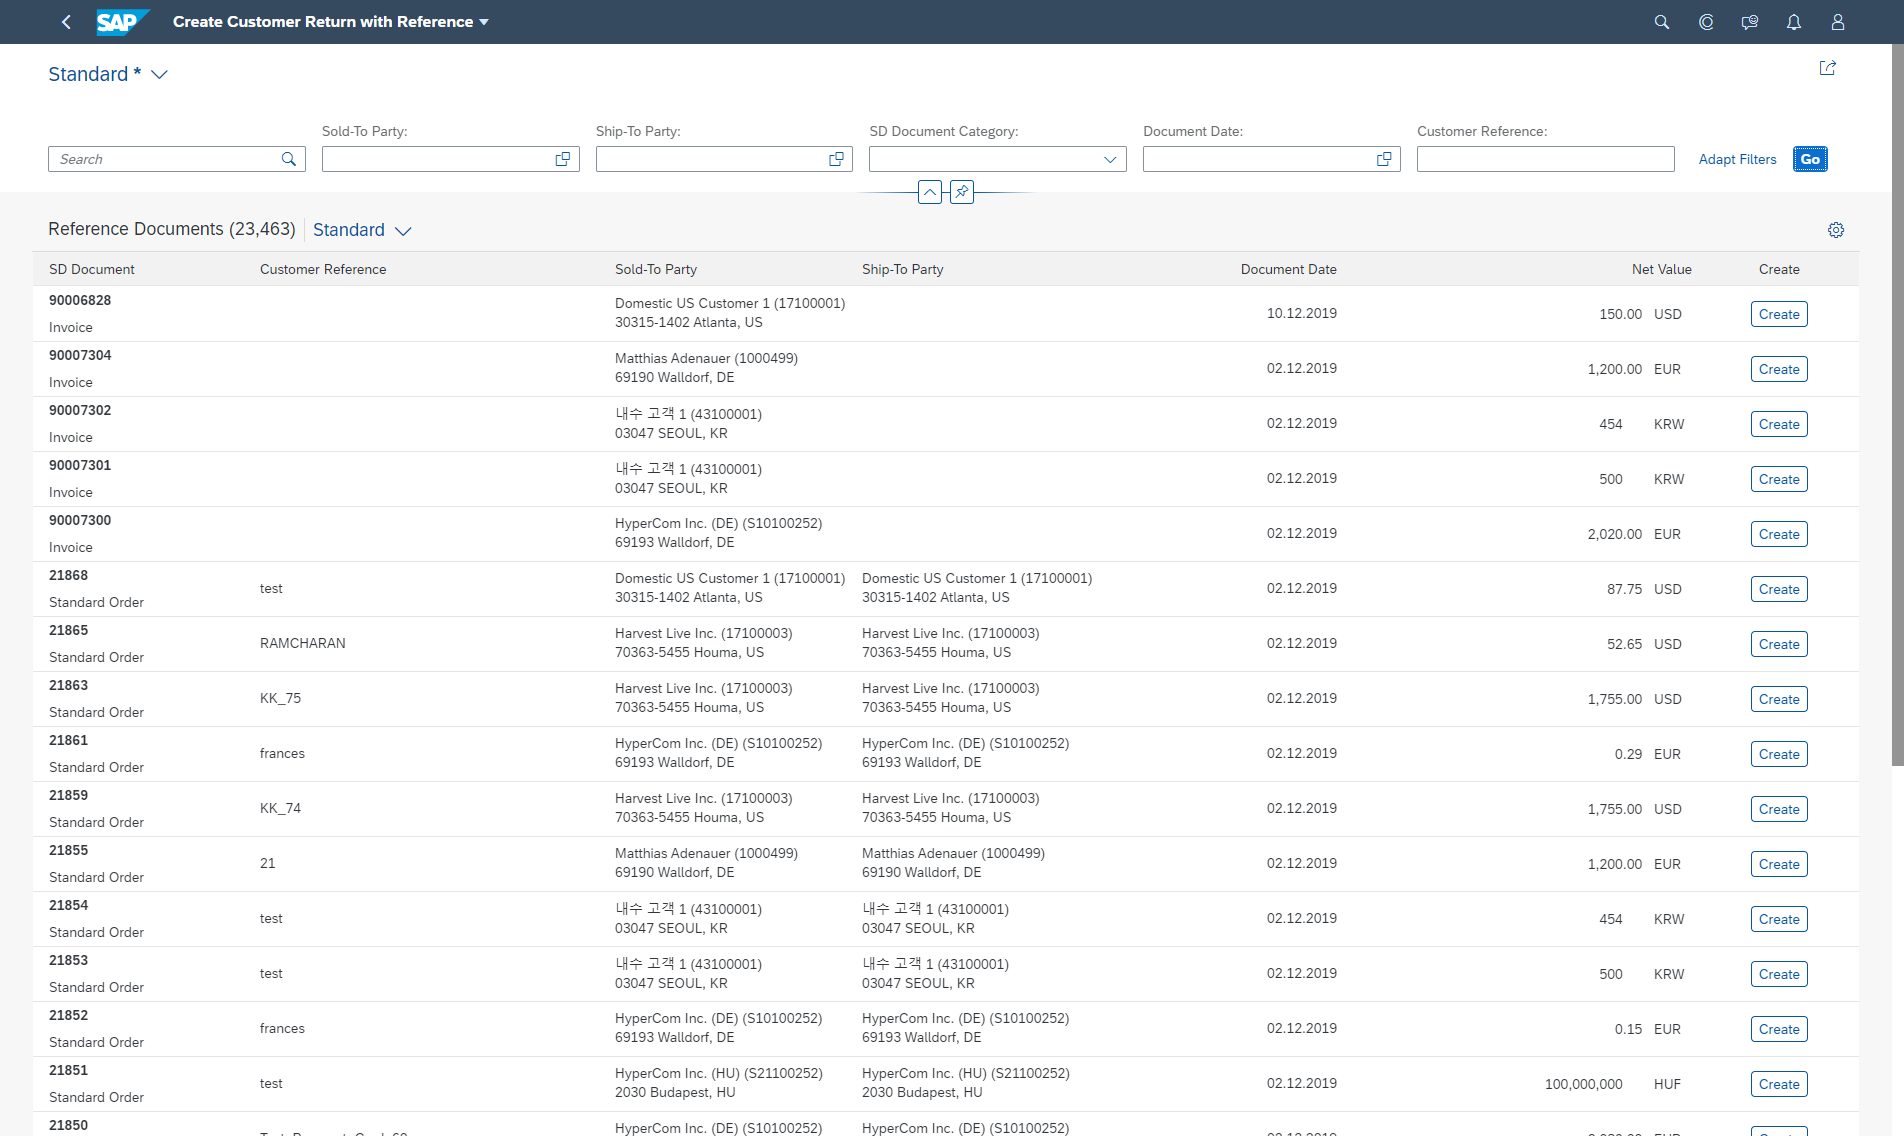 SAP Create Customer Return with Reference
Standard *
Sold-To Party: Ship-To Party: SD Document Category: Document Date: Customer Reference:
Search Adapt Filters Go
Reference Documents (23,463) Standard
SD Document Customer Reference Sold-To Party Ship-To Party Document Date Net Value Create
90006828
Invoice
Domestic US Customer 1 (17100001)
30315-1402 Atlanta, US
10.12.2019 150.00 USD Create
90007304
Invoice
Matthias Adenauer (1000499)
69190 Walldorf, DE
02.12.2019 1,200.00 EUR Create
90007302
Invoice
내수 고객 1 (43100001)
03047 SEOUL, KR
02.12.2019 454 KRW Create
90007301
Invoice
내수 고객 1 (43100001)
03047 SEOUL, KR
02.12.2019 500 KRW Create
90007300
Invoice
HyperCom Inc. (DE) (S10100252)
69193 Walldorf, DE
02.12.2019 2,020.00 EUR Create
21868
Standard Order
test
Domestic US Customer 1 (17100001)
30315-1402 Atlanta, US
Domestic US Customer 1 (17100001)
30315-1402 Atlanta, US
02.12.2019 87.75 USD Create
21865
Standard Order
RAMCHARAN
Harvest Live Inc. (17100003)
70363-5455 Houma, US
Harvest Live Inc. (17100003)
70363-5455 Houma, US
02.12.2019 52.65 USD Create
21863
Standard Order
KK_75
Harvest Live Inc. (17100003)
70363-5455 Houma, US
Harvest Live Inc. (17100003)
70363-5455 Houma, US
02.12.2019 1,755.00 USD Create
21861
Standard Order
frances
HyperCom Inc. (DE) (S10100252)
69193 Walldorf, DE
HyperCom Inc. (DE) (S10100252)
69193 Walldorf, DE
02.12.2019 0.29 EUR Create
21859
Standard Order
KK_74
Harvest Live Inc. (17100003)
70363-5455 Houma, US
Harvest Live Inc. (17100003)
70363-5455 Houma, US
02.12.2019 1,755.00 USD Create
21855
Standard Order
21
Matthias Adenauer (1000499)
69190 Walldorf, DE
Matthias Adenauer (1000499)
69190 Walldorf, DE
02.12.2019 1,200.00 EUR Create
21854
Standard Order
test
내수 고객 1 (43100001)
03047 SEOUL, KR
내수 고객 1 (43100001)
03047 SEOUL, KR
02.12.2019 454 KRW Create
21853
Standard Order
test
내수 고객 1 (43100001)
03047 SEOUL, KR
내수 고객 1 (43100001)
03047 SEOUL, KR
02.12.2019 500 KRW Create
21852
Standard Order
frances
HyperCom Inc. (DE) (S10100252)
69193 Walldorf, DE
HyperCom Inc. (DE) (S10100252)
69193 Walldorf, DE
02.12.2019 0.15 EUR Create
21851
Standard Order
test
HyperCom Inc. (HU) (S21100252)
2030 Budapest, HU
HyperCom Inc. (HU) (S21100252)
2030 Budapest, HU
02.12.2019 100,000,000 HUF Create
21850
HyperCom Inc. (DE) (S10100252)
HyperCom Inc. (DE) (S10100252)